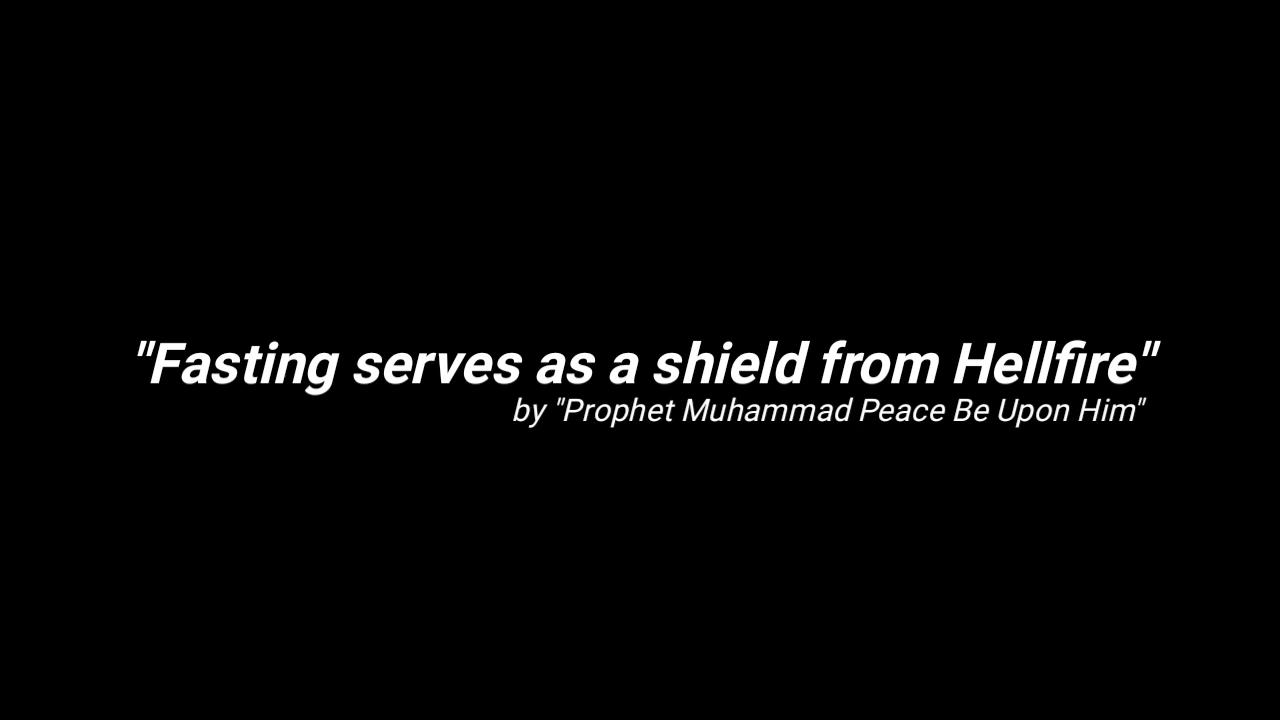 "Fasting serves as a shield from Hellfire"
by "Prophet Muhammad Peace Be Upon Him"